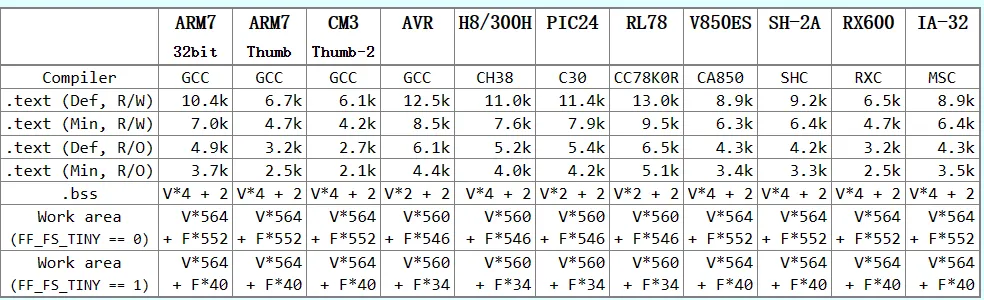 ARM7 ARM7 CM3 AVR H8/300H PIC24 RL78 V850ES SH-2A RX600 IA-32
32bit Thumb Thumb-2
Compiler GCC GCC GCC GCC CH38 C30 CC78K0R CA850 SHC RXC MSC
.text (Def, R/W) 10.4k 6.7k 6.1k 12.5k 11.0k 11.4k 13.0k 8.9k 9.2k 6.5k 8.9k
.text (Min, R/W) 7.0k 4.7k 4.2k 8.5k 7.6k 7.9k 9.5k 6.3k 6.4k 4.7k 6.4k
.text (Def, R/O) 4.9k 3.2k 2.7k 6.1k 5.2k 5.4k 6.5k 4.3k 4.2k 3.2k 4.3k
.text (Min, R/O) 3.7k 2.5k 2.1k 4.4k 4.0k 4.2k 5.1k 3.4k 3.3k 2.5k 3.5k
.bss V*4 + 2 V*4 + 2 V*4 + 2 V*2 + 2 V*4 + 2 V*2 + 2 V*2 + 2 V*4 + 2 V*4 + 2 V*4 + 2 V*4 + 2
Work area V*564 V*564 V*564 V*560 V*560 V*560 V*560 V*564 V*564 V*564 V*564
(FF_FS_TINY == 0) + F*552 + F*552 + F*552 + F*546 + F*546 + F*546 + F*546 + F*552 + F*552 + F*552 + F*552
Work area V*564 V*564 V*564 V*560 V*560 V*560 V*560 V*564 V*564 V*564 V*564
(FF_FS_TINY == 1) + F*40 + F*40 + F*40 + F*34 + F*34 + F*34 + F*34 + F*40 + F*40 + F*40 + F*40